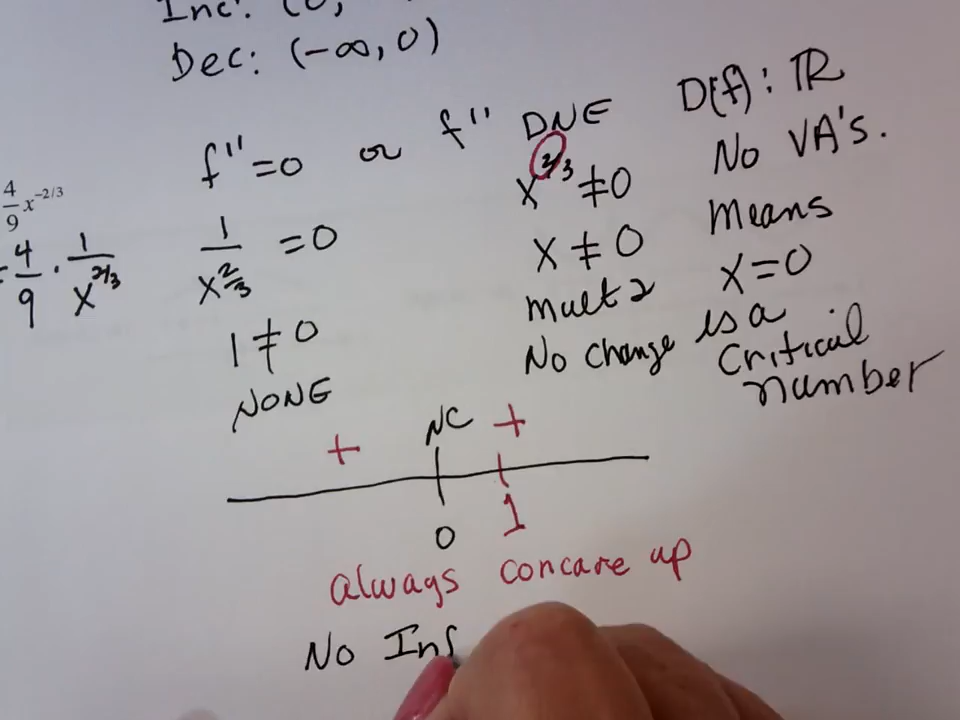 Inc: (0,
Dec: (-∞, 0)
f''=0 or f'' DNE D(f): ℝ
4/9 x^{-2/3} x^{2/3} ≠0 No VA's.
= 4/9 · 1/x^{2/3} 1/x^{2/3} =0 x ≠ 0 means
1 ≠ 0 mult 2 x=0
NONE No change is a
Critical
number
+ NC +
0 1
always concave up
No Inf